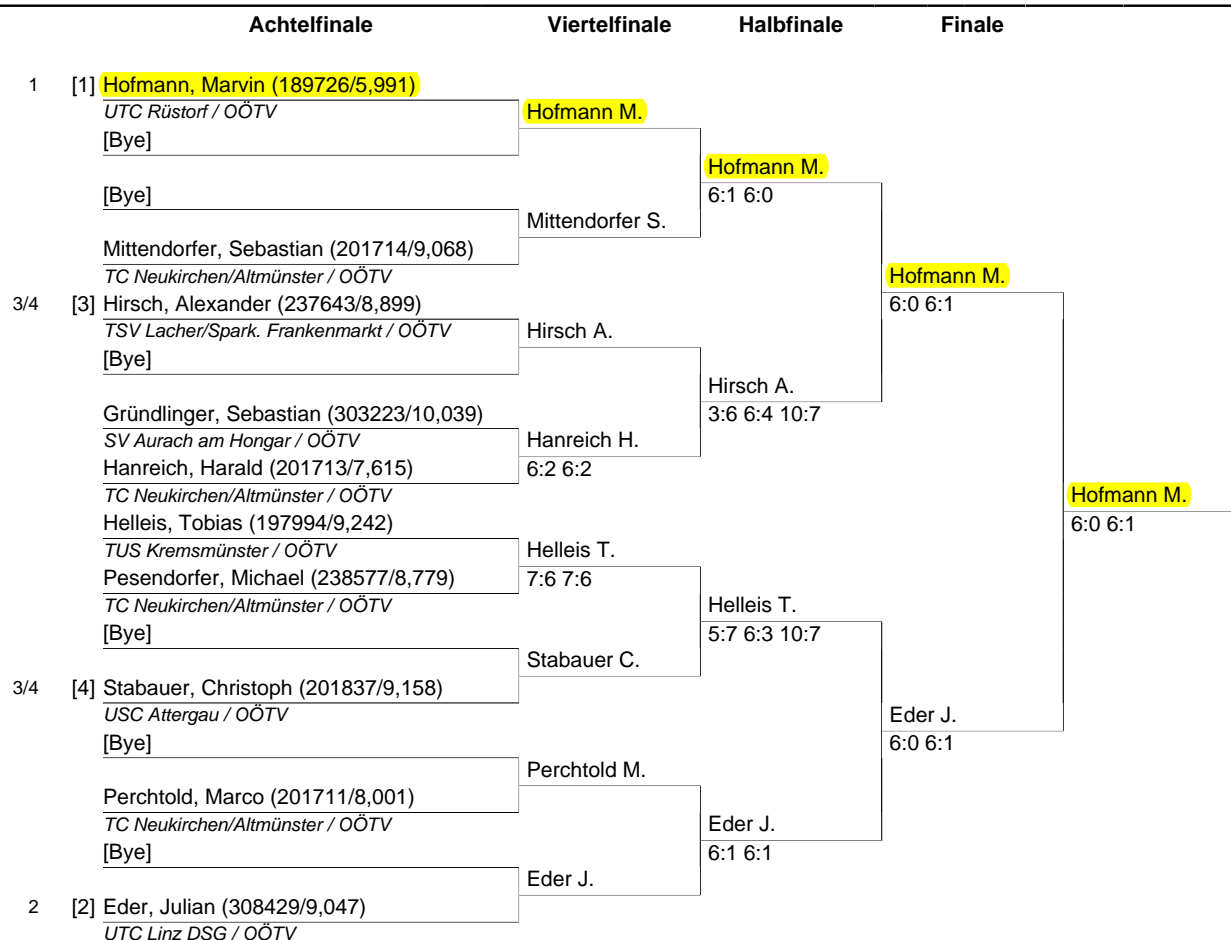 Achtelfinale Viertelfinale Halbfinale Finale
1 [1] Hofmann, Marvin (189726/5,991)
UTC Rüstorf / OÖTV Hofmann M.
[Bye]
Hofmann M.
[Bye] 6:1 6:0
Mittendorfer S.
Mittendorfer, Sebastian (201714/9,068)
TC Neukirchen/Altmünster / OÖTV Hofmann M.
3/4 [3] Hirsch, Alexander (237643/8,899) 6:0 6:1
TSV Lacher/Spark. Frankenmarkt / OÖTV Hirsch A.
[Bye]
Hirsch A.
Gründlinger, Sebastian (303223/10,039) 3:6 6:4 10:7
SV Aurach am Hongar / OÖTV Hanreich H.
Hanreich, Harald (201713/7,615) 6:2 6:2
TC Neukirchen/Altmünster / OÖTV Hofmann M.
Helleis, Tobias (197994/9,242) 6:0 6:1
TUS Kremsmünster / OÖTV Helleis T.
Pesendorfer, Michael (238577/8,779) 7:6 7:6
TC Neukirchen/Altmünster / OÖTV Helleis T.
[Bye] 5:7 6:3 10:7
Stabauer C.
3/4 [4] Stabauer, Christoph (201837/9,158)
USC Attergau / OÖTV Eder J.
[Bye] 6:0 6:1
Perchtold M.
Perchtold, Marco (201711/8,001)
TC Neukirchen/Altmünster / OÖTV Eder J.
[Bye] 6:1 6:1
Eder J.
2 [2] Eder, Julian (308429/9,047)
UTC Linz DSG / OÖTV